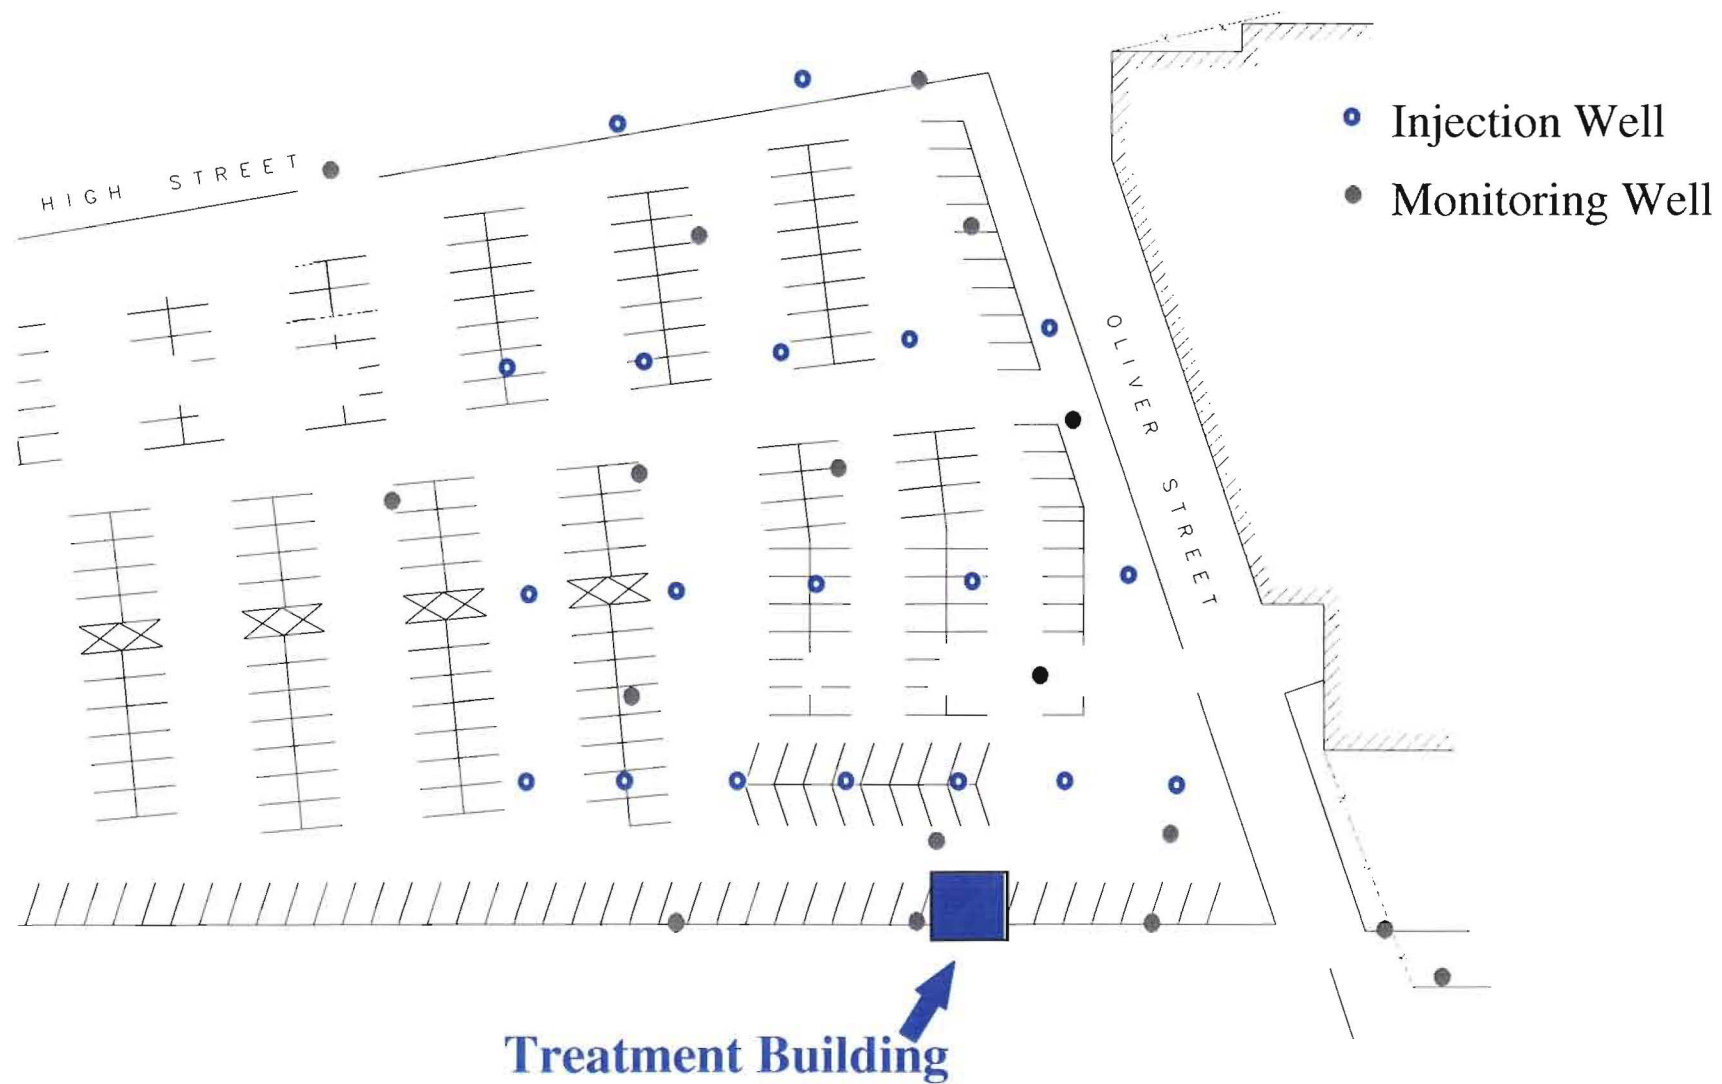 Injection Well
Monitoring Well
HIGH STREET
OLIVER STREET
Treatment Building